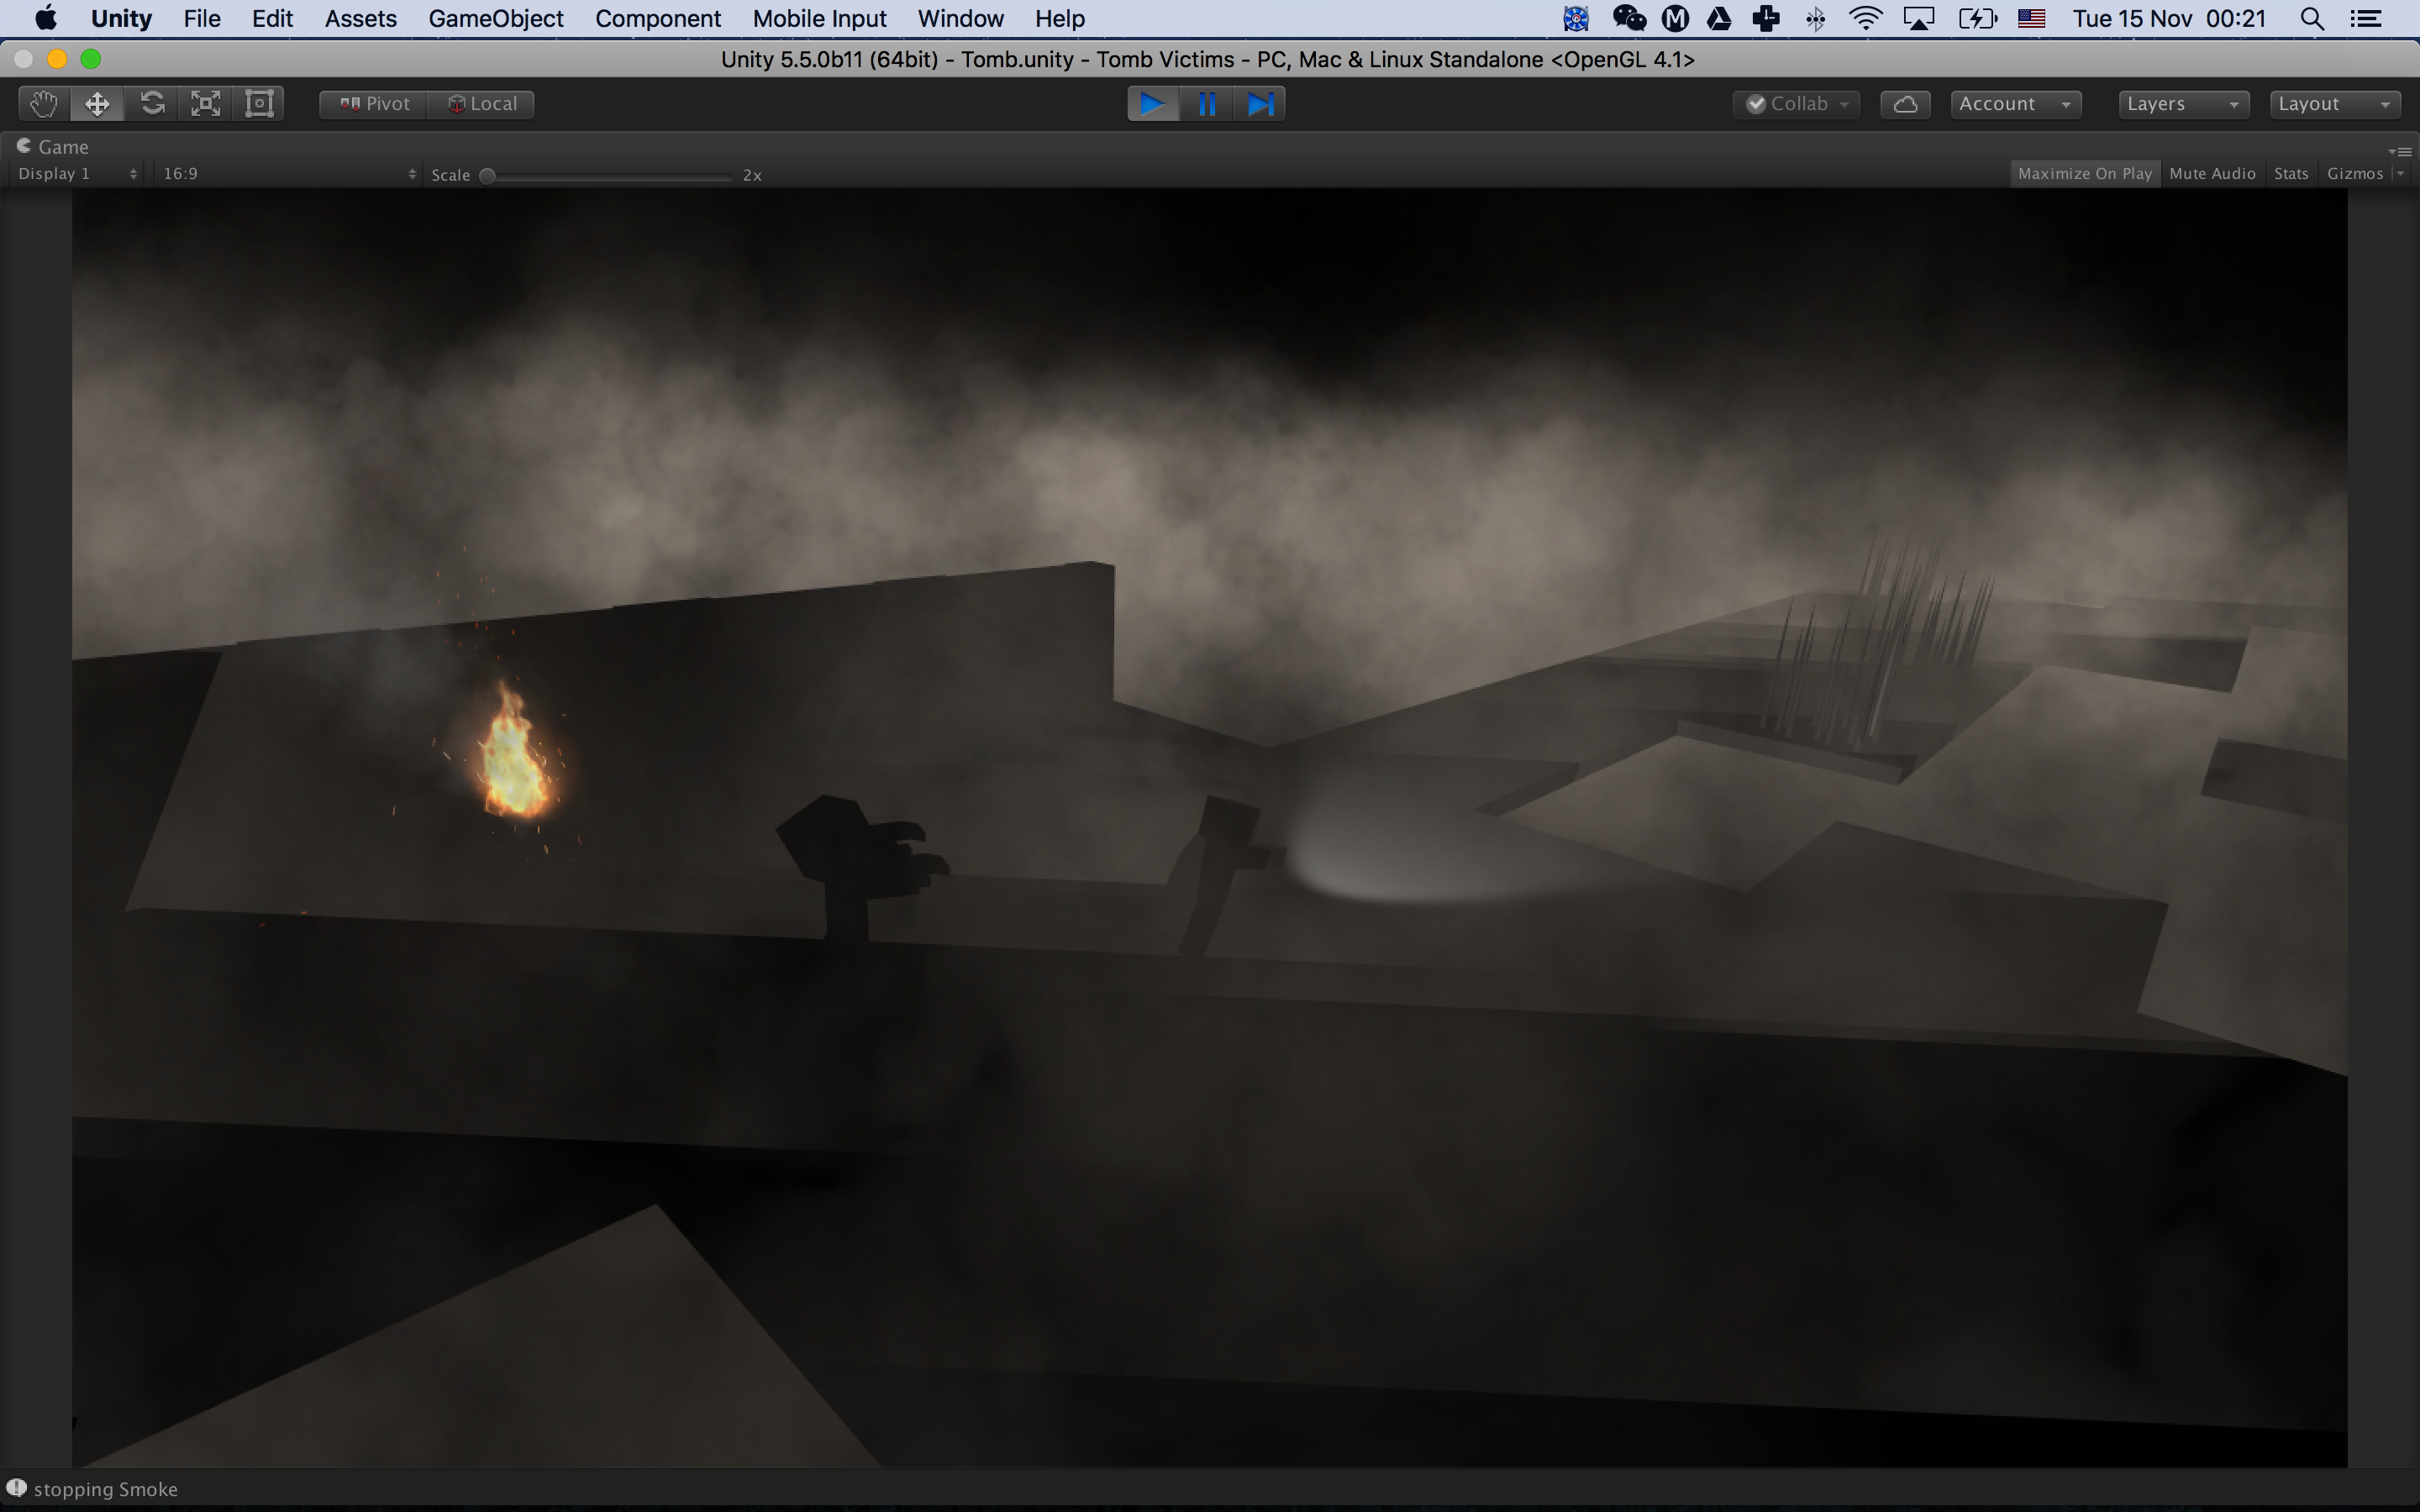 Unity File Edit Assets GameObject Component Mobile Input Window Help Tue 15 Nov 00:21
Unity 5.5.0b11 (64bit) - Tomb.unity - Tomb Victims - PC, Mac & Linux Standalone <OpenGL 4.1>
Pivot Local Collab Account Layers Layout
Game
Display 1 16:9 Scale 2x Maximize On Play Mute Audio Stats Gizmos
stopping Smoke